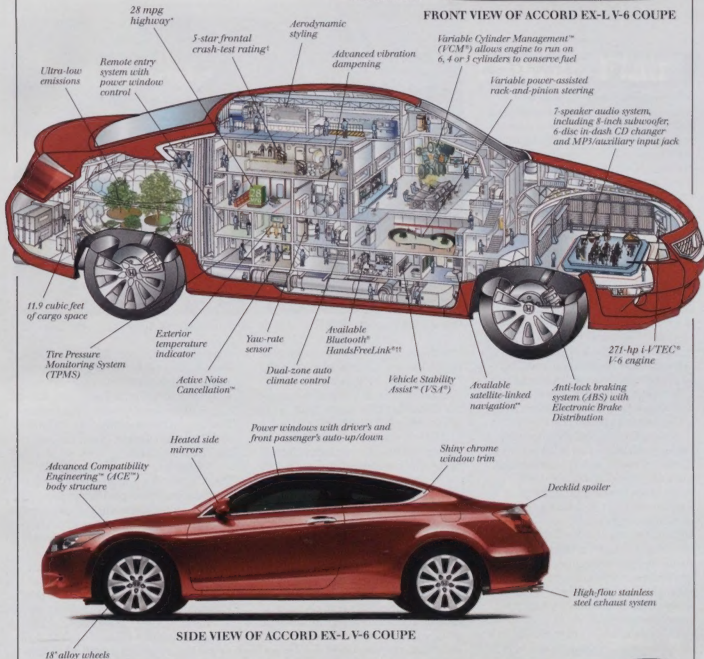 FRONT VIEW OF ACCORD EX-L V-6 COUPE
28 mpg
highway*
5-star frontal
crash-test rating‡
Aerodynamic
styling
Advanced vibration
dampening
Variable Cylinder Management™
(VCM®) allows engine to run on
6, 4 or 3 cylinders to conserve fuel
Ultra-low
emissions
Remote entry
system with
power window
control
Variable power-assisted
rack-and-pinion steering
7-speaker audio system,
including 8-inch subwoofer,
6-disc in-dash CD changer
and MP3/auxiliary input jack
11.9 cubic feet
of cargo space
Tire Pressure
Monitoring System
(TPMS)
Exterior
temperature
indicator
Active Noise
Cancellation™
Yaw-rate
sensor
Dual-zone auto
climate control
Available
Bluetooth®
HandsFreeLink®††
Vehicle Stability
Assist™ (VSA®)
Available
satellite-linked
navigation**
Anti-lock braking
system (ABS) with
Electronic Brake
Distribution
271-hp i-VTEC®
V-6 engine
Advanced Compatibility
Engineering™ (ACE™)
body structure
Heated side
mirrors
Power windows with driver's and
front passenger's auto-up/down
Shiny chrome
window trim
Decklid spoiler
High-flow stainless
steel exhaust system
SIDE VIEW OF ACCORD EX-L V-6 COUPE
18" alloy wheels